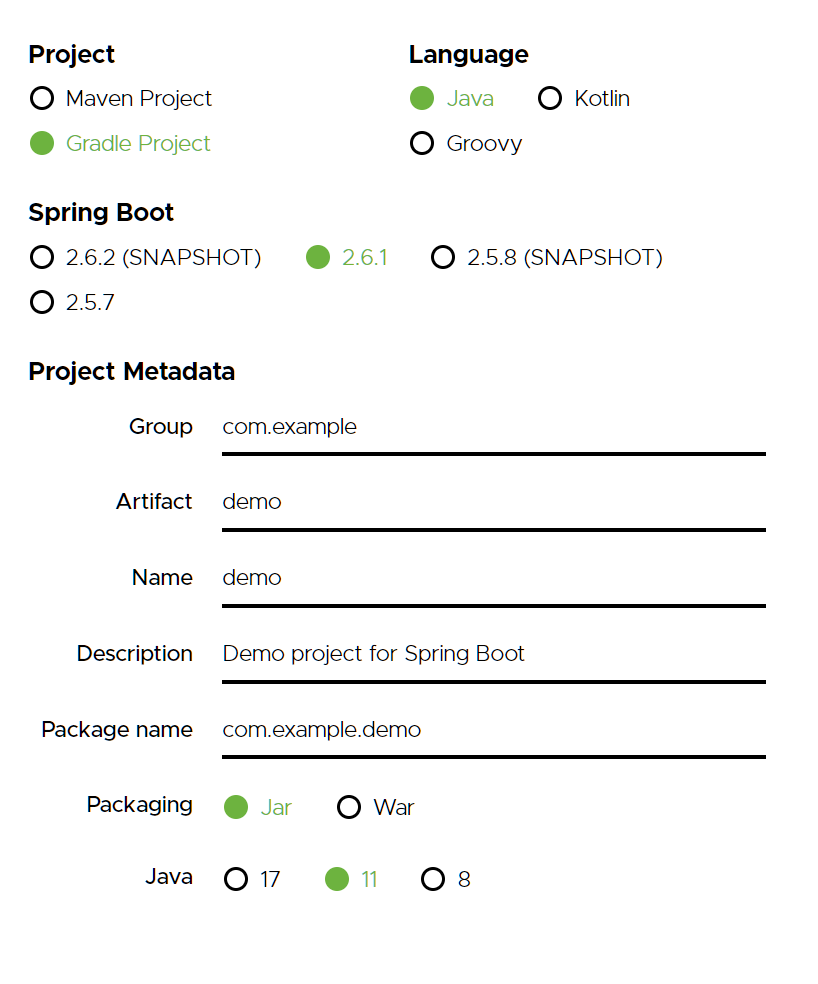 Project
Language
Maven Project
Java Kotlin
Gradle Project
Groovy
Spring Boot
2.6.2 (SNAPSHOT) 2.6.1 2.5.8 (SNAPSHOT)
2.5.7
Project Metadata
Group com.example
Artifact demo
Name demo
Description Demo project for Spring Boot
Package name com.example.demo
Packaging Jar War
Java 17 11 8